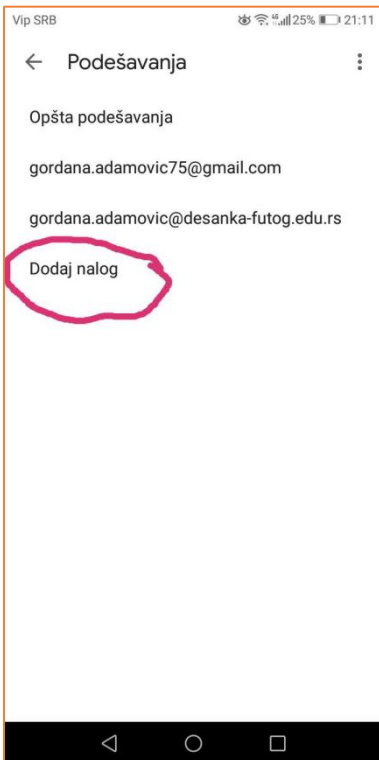 Vip SRB 25% 21:11
Podešavanja
Opšta podešavanja
gordana.adamovic75@gmail.com
gordana.adamovic@desanka-futog.edu.rs
Dodaj nalog